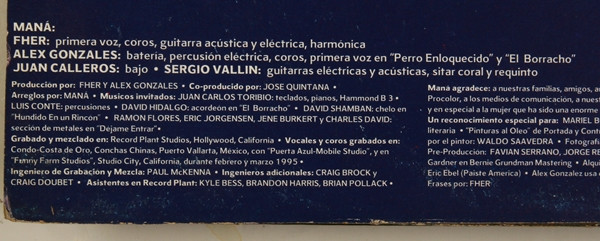 MANÁ:
FHER: primera voz, coros, guitarra acústica y eléctrica, harmónica
ALEX GONZALES: bateria, percusión eléctrica, coros, primera voz en "Perro Enloquecido" y "El Borracho"
JUAN CALLEROS: bajo • SERGIO VALLIN: guitarras eléctricas y acústicas, sitar coral y requinto
Producción por: FHER Y ALEX GONZALES • Co-producido por: JOSE QUINTANA •
Arreglos por: MANÁ • Musicos invitados: JUAN CARLOS TORIBIO: teclados, pianos, Hammond B 3 •
LUIS CONTE: percusiones • DAVID HIDALGO: acordeón en "El Borracho" • DAVID SHAMBAN: chelo en
"Hundido En un Rincón" • RAMON FLORES, ERIC JORGENSEN, JENE BURKERT y CHARLES DAVID:
sección de metales en "Déjame Entrar" •
Grabado y mezclado en: Record Plant Studios, Hollywood, California • Vocales y coros grabados en:
Condo-Costa de Oro, Conchas Chinas, Puerto Vallarta, Mexico, con "Puerta Azul-Mobile Studio", y en
"Funny Farm Studios", Studio City, California, durante febrero y marzo 1995 •
Ingeniero de Grabación y Mezcla: PAUL McKENNA • Ingenieros adicionales: CRAIG BROCK y
CRAIG DOUBET • Asistentes en Record Plant: KYLE BESS, BRANDON HARRIS, BRIAN POLLACK •
Mana agradece: a nuestras familias, amigos, a
Procolor, a los medios de comunicación, a nuest
y en especial a la mujer que ha sido una enorme
Un reconocimiento especial para: MARIEL B
literaria • "Pinturas al Oleo" de Portada y Cont
por el pintor: WALDO SAAVEDRA • Fotografia
Pre-Producción: FAVIAN SERRANO, JORGE RE
Gardner en Bernie Grundman Mastering • Alqui
Eric Ebel (Paiste America) • Alex Gonzalez usa
Frases por: FHER